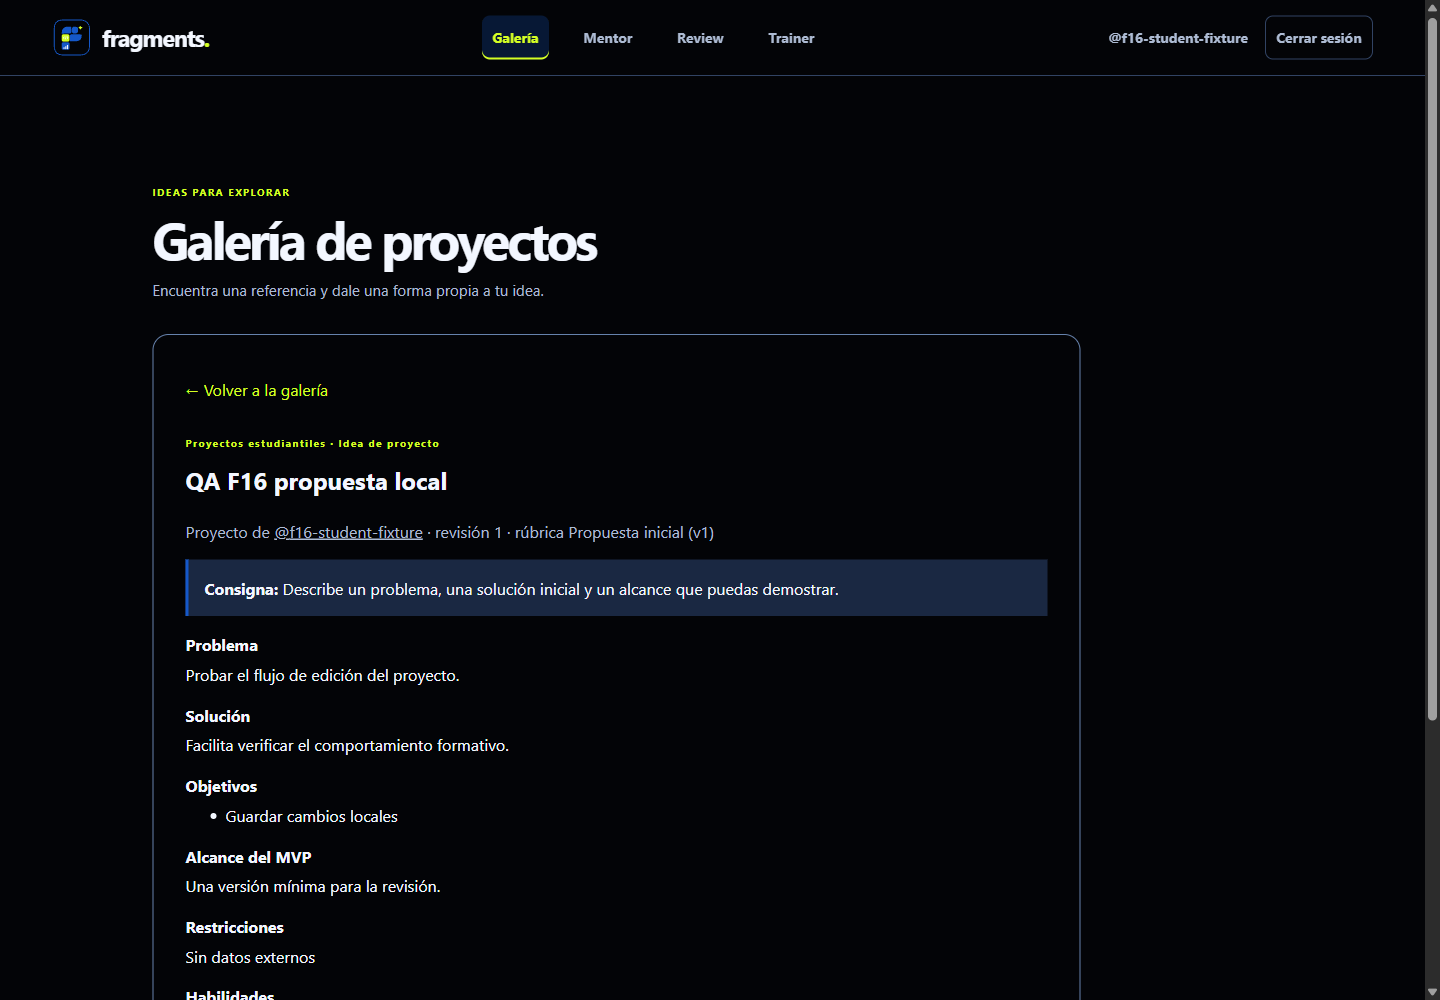 fragments.
Galería
Mentor
Review
Trainer
@f16-student-fixture
Cerrar sesión
IDEAS PARA EXPLORAR
Galería de proyectos
Encuentra una referencia y dale una forma propia a tu idea.
← Volver a la galería
Proyectos estudiantiles · Idea de proyecto
QA F16 propuesta local
Proyecto de @f16-student-fixture · revisión 1 · rúbrica Propuesta inicial (v1)
Consigna: Describe un problema, una solución inicial y un alcance que puedas demostrar.
Problema
Probar el flujo de edición del proyecto.
Solución
Facilita verificar el comportamiento formativo.
Objetivos
• Guardar cambios locales
Alcance del MVP
Una versión mínima para la revisión.
Restricciones
Sin datos externos
Habilidades